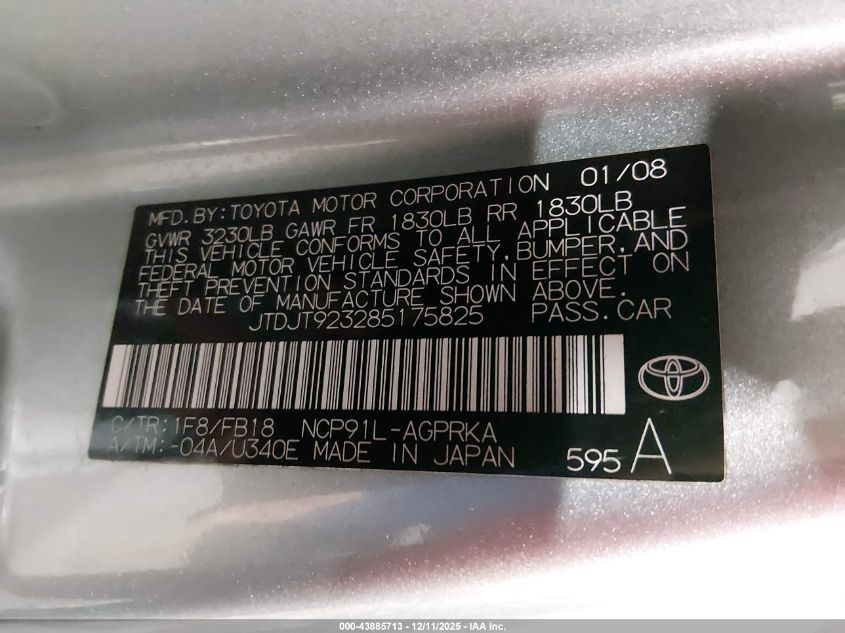 MFD. BY: TOYOTA MOTOR CORPORATION 01/08
GVWR 3230LB GAWR FR 1830LB RR 1830LB
THIS VEHICLE CONFORMS TO ALL APPLICABLE
FEDERAL MOTOR VEHICLE SAFETY, BUMPER, AND
THEFT PREVENTION STANDARDS IN EFFECT ON
THE DATE OF MANUFACTURE SHOWN ABOVE.
JTDJT923285175825 PASS.CAR
C/TR: 1F8/FB18 NCP91L-AGPRKA
A/TM: -04A/U340E MADE IN JAPAN 595 A
000-43885713 - 12/11/2025 - IAA Inc.